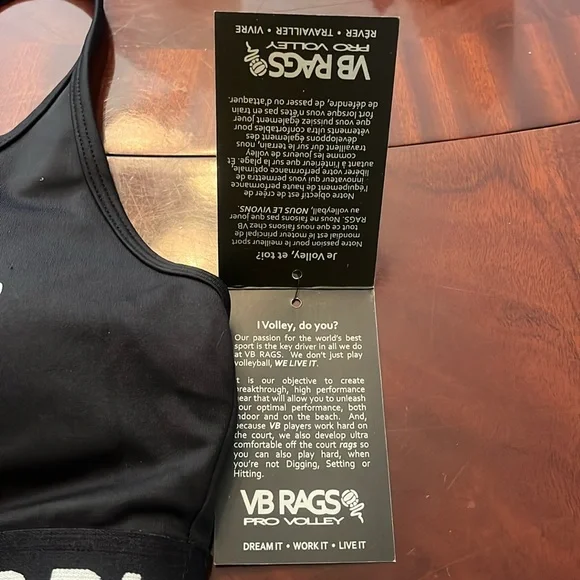 Je Volley, et toi?
Notre passion pour le meilleur sport
mondial est le moteur principal de
tout ce que nous faisons chez VB
RAGS. Nous ne faisons pas que jouer
au volleyball, NOUS LE VIVONS.
Notre objectif est de créer de
l'équipement de haute performance
innovateur qui vous permettra de
libérer votre performance optimale,
autant à l'intérieur que sur la plage. Et
comme les joueurs de volley
dur sur le terrain, nous
développons également des
vêtements ultra confortables pour
que vous puissiez également jouer
fort lorsque vous n'êtes pas en train
de défendre, de passer ou d'attaquer.
VB RAGS
PRO VOLLEY
RÊVER • TRAVAILLER • VIVRE
I Volley, do you?
Our passion for the world's best
sport is the key driver in all we do
at VB RAGS. We don't just play
volleyball, WE LIVE IT.
t is our objective to create
reakthrough, high performance
ear that will allow you to unleash
our optimal performance, both
ndoor and on the beach. And,
because VB players work hard on
the court, we also develop ultra
comfortable off the court rags so
you can also play hard, when
you're not Digging, Setting or
Hitting.
VB RAGS
PRO VOLLEY
DREAM IT • WORK IT • LIVE IT